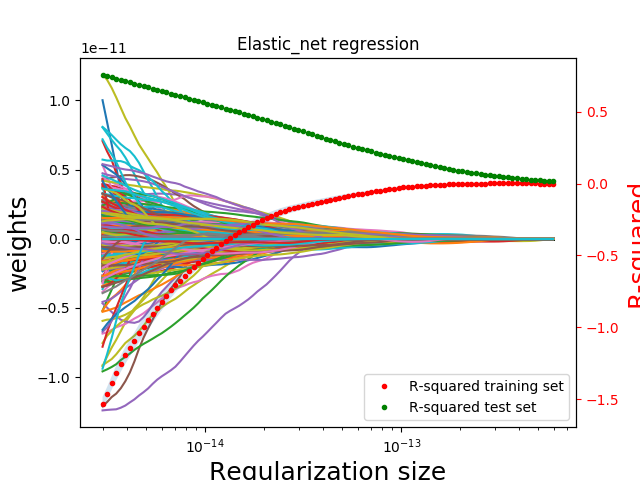 Elastic_net regression
1e−11
1.0
0.5
0.0
−0.5
−1.0
weights
0.5
0.0
−0.5
−1.0
−1.5
R-squared
R-squared training set
R-squared test set
10−14
10−13
Regularization size